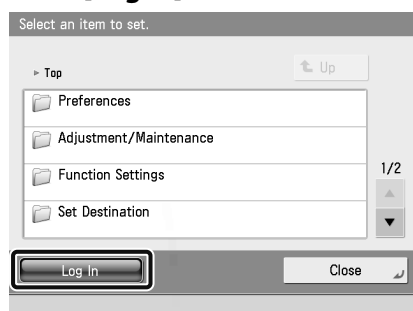 Select an item to set.
▶ Top
Up
Preferences
Adjustment/Maintenance
Function Settings
Set Destination
1/2
Log In
Close